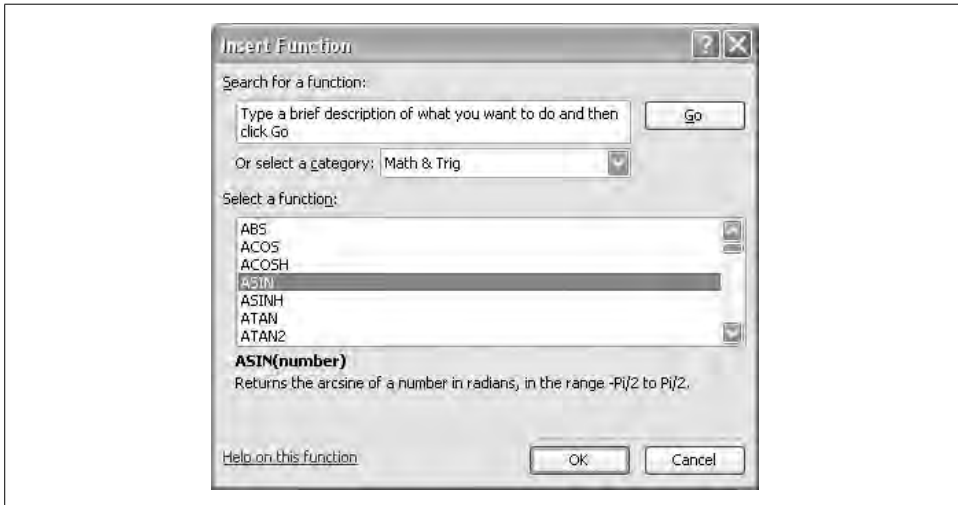 Insert Function
Search for a function:
Type a brief description of what you want to do and then
click Go
Go
Or select a category: Math & Trig
Select a function:
ABS
ACOS
ACOSH
ASIN
ASINH
ATAN
ATAN2
ASIN(number)
Returns the arcsine of a number in radians, in the range -Pi/2 to Pi/2.
Help on this function
OK
Cancel